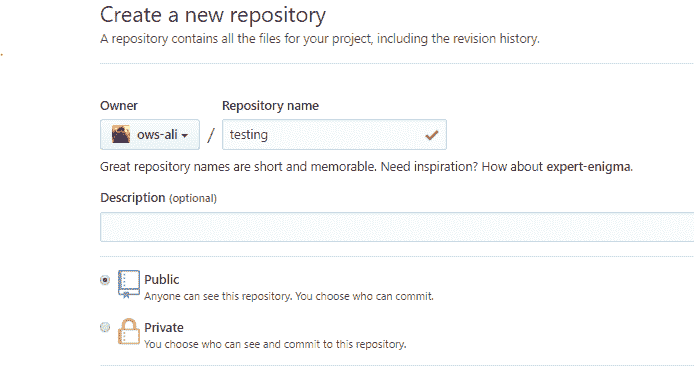 Create a new repository
A repository contains all the files for your project, including the revision history.
Owner Repository name
ows-ali / testing
Great repository names are short and memorable. Need inspiration? How about expert-enigma.
Description (optional)
Public
Anyone can see this repository. You choose who can commit.
Private
You choose who can see and commit to this repository.